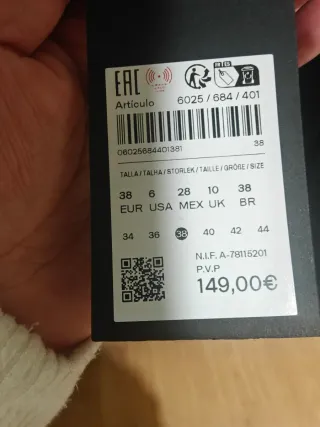 EAC
Artículo 6025 / 684 / 401
06025684401381 38
TALLA / TALHA / STORLEK / TAILLE / GRÖßE / SIZE
38 6 28 10 38
EUR USA MEX UK BR
34 36 38 40 42 44
N.I.F. A-78115201
P.V.P
149,00€